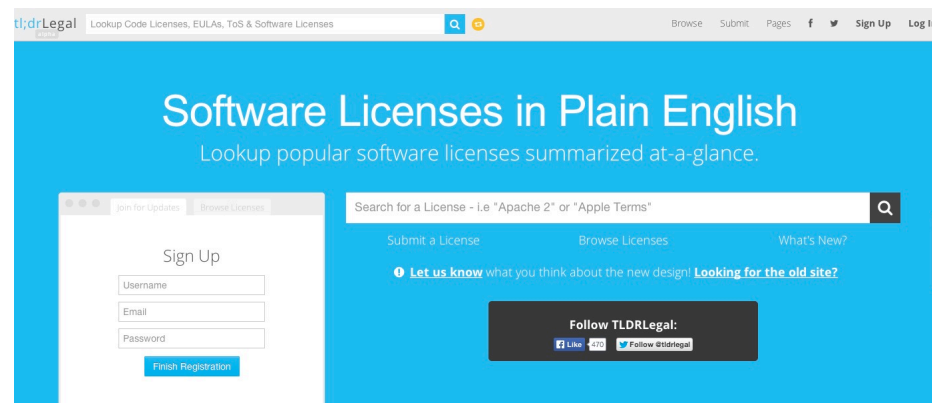 tl;drLegal
alpha
Lookup Code Licenses, EULAs, ToS & Software Licenses
Browse Submit Pages Sign Up Log I
Software Licenses in Plain English
Lookup popular software licenses summarized at-a-glance.
Join for Updates Browse Licenses
Sign Up
Username
Email
Password
Finish Registration
Search for a License - i.e "Apache 2" or "Apple Terms"
Submit a License Browse Licenses What's New?
Let us know what you think about the new design! Looking for the old site?
Follow TLDRLegal:
Like 470 Follow @tldrlegal